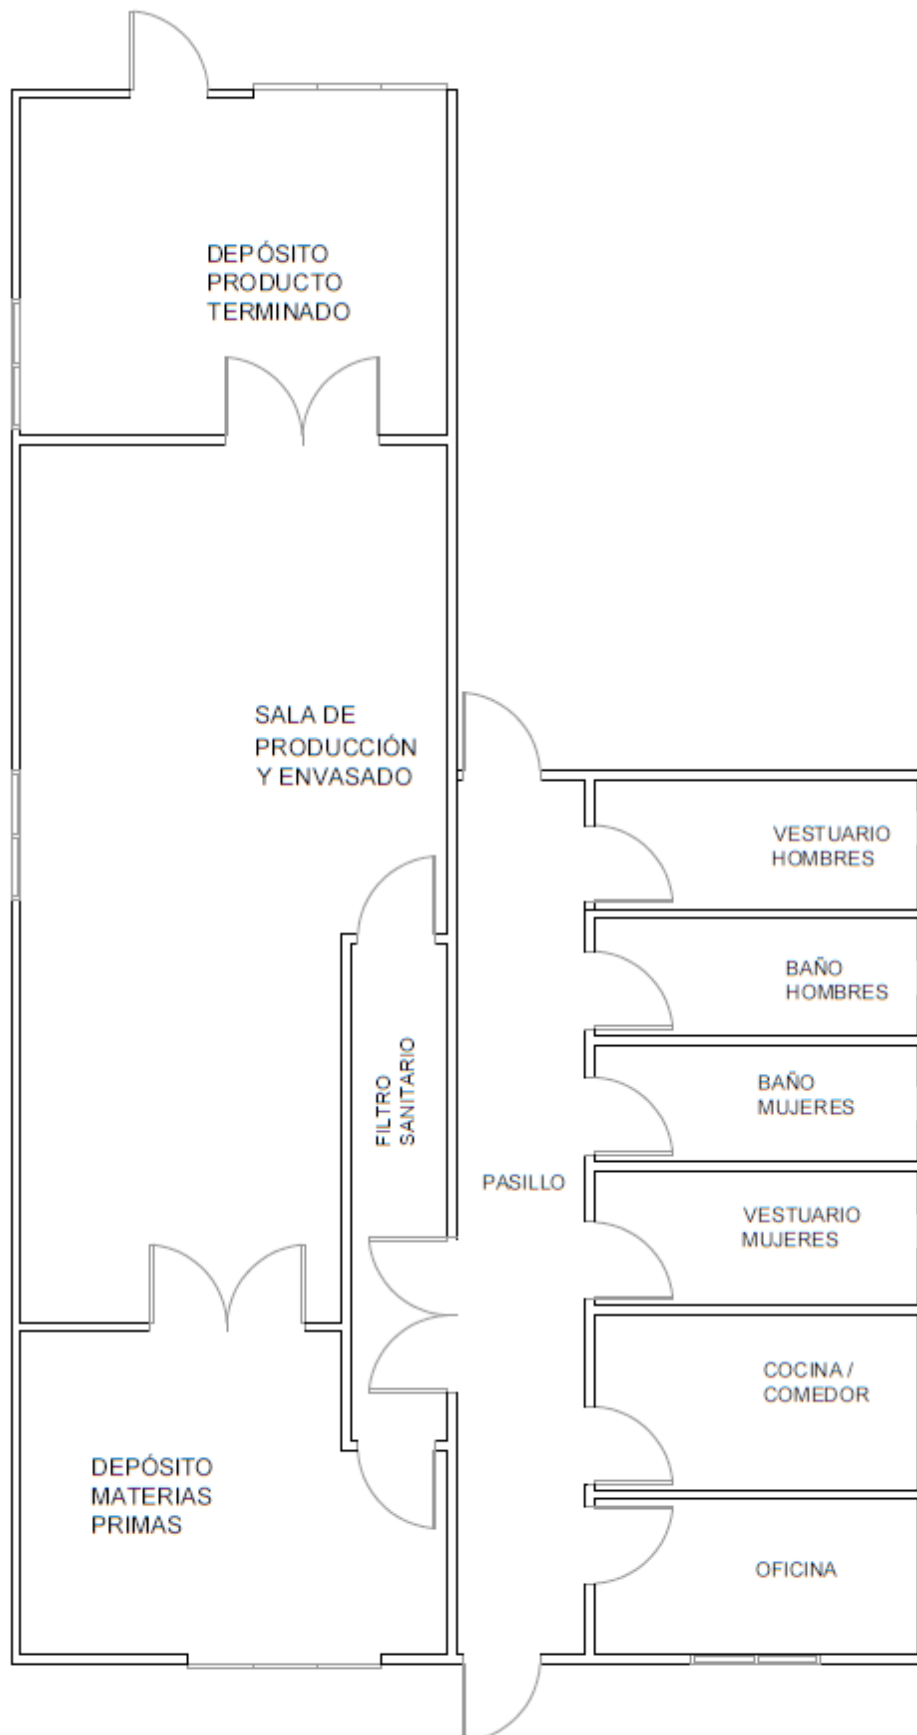 DEPÓSITO
PRODUCTO
TERMINADO
SALA DE
PRODUCCIÓN
Y ENVASADO
VESTUARIO
HOMBRES
BAÑO
HOMBRES
BAÑO
MUJERES
FILTRO
SANITARIO
PASILLO
VESTUARIO
MUJERES
COCINA /
COMEDOR
DEPÓSITO
MATERIAS
PRIMAS
OFICINA